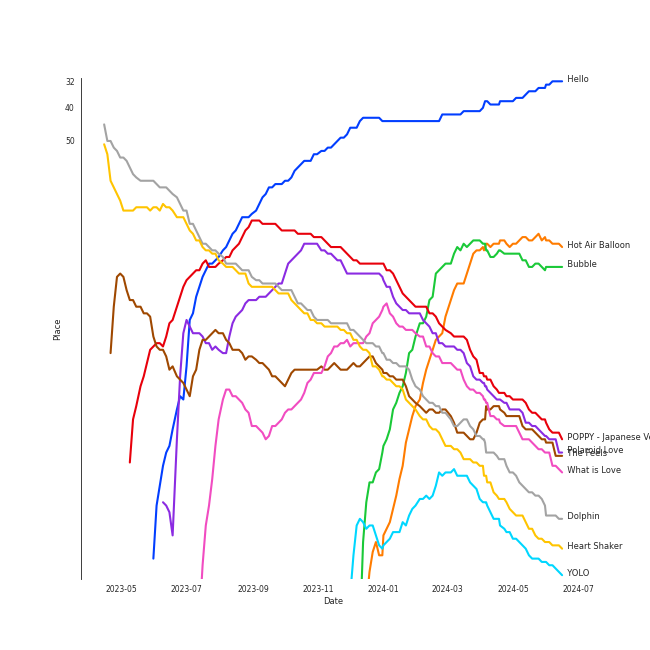 32
40
50
Place
Hello
Hot Air Balloon
Bubble
POPPY - Japanese Ve
Polaroid Love
The Feels
What is Love
Dolphin
Heart Shaker
YOLO
2023-05 2023-07 2023-09 2023-11 2024-01 2024-03 2024-05 2024-07
Date